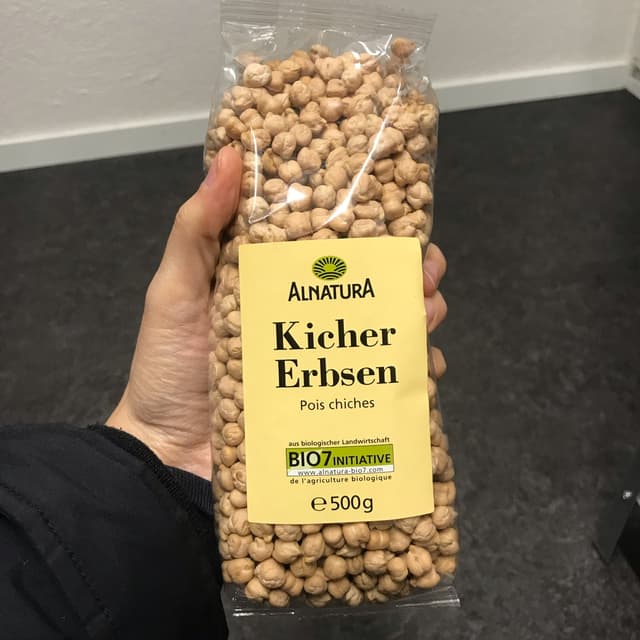 ALNATURA
Kicher
Erbsen
Pois chiches
aus biologischer Landwirtschaft
BIO7INITIATIVE
www.alnatura-bio7.com
de l'agriculture biologique
℮500g